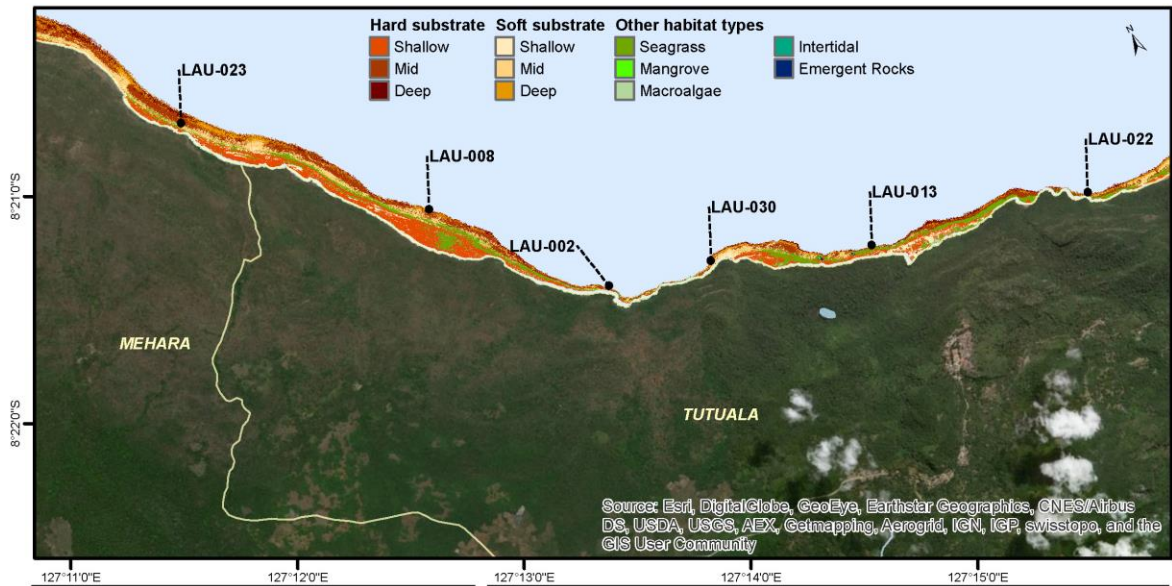 Hard substrate Soft substrate Other habitat types
Shallow Shallow Seagrass Intertidal
Mid Mid Mangrove Emergent Rocks
Deep Deep Macroalgae
N
LAU-023
LAU-008
LAU-002
LAU-030
LAU-013
LAU-022
8°21'0"S
8°22'0"S
MEHARA
TUTUALA
Source: Esri, DigitalGlobe, GeoEye, Earthstar Geographics, CNES/Airbus
DS, USDA, USGS, AEX, Getmapping, Aerogrid, IGN, IGP, swisstopo, and the
GIS User Community
127°11'0"E 127°12'0"E 127°13'0"E 127°14'0"E 127°15'0"E